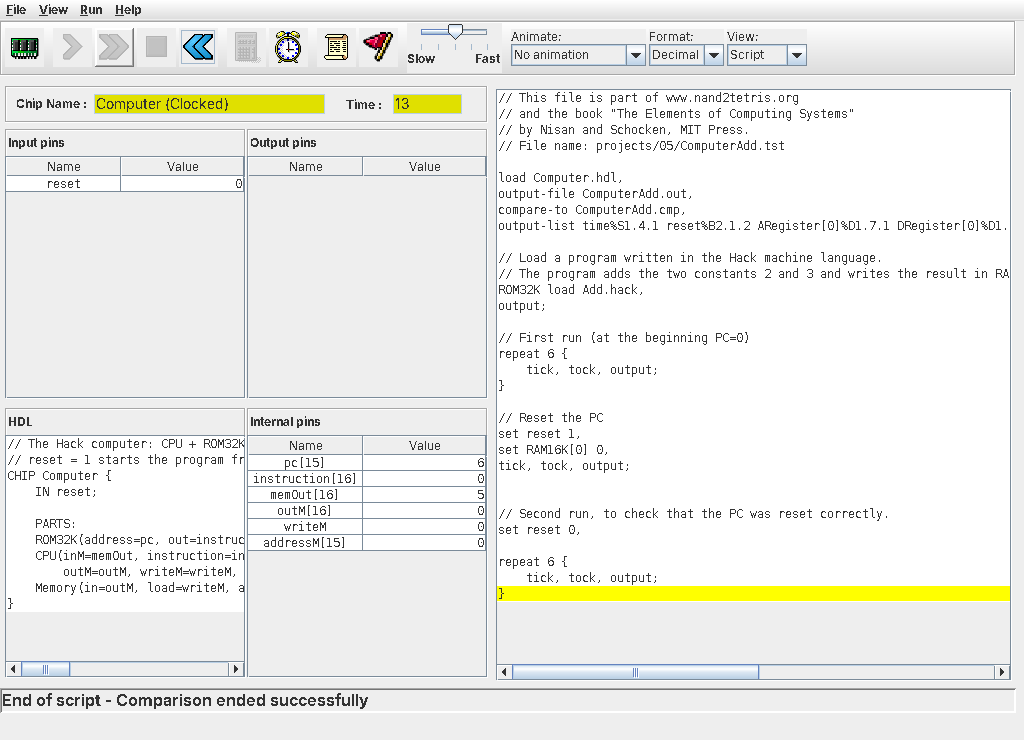 File View Run Help
Animate: Format: View:
No animation Decimal Script
Slow Fast
Chip Name : Computer (Clocked) Time : 13
Input pins
Name Value
reset 0
Output pins
Name Value
HDL
// The Hack computer: CPU + ROM32K
// reset = 1 starts the program fr
CHIP Computer {
    IN reset;
    PARTS:
    ROM32K(address=pc, out=instruc
    CPU(inM=memOut, instruction=in
        outM=outM, writeM=writeM,
    Memory(in=outM, load=writeM, a
}
Internal pins
Name Value
pc[15] 6
instruction[16] 0
memOut[16] 5
outM[16] 0
writeM 0
addressM[15] 0
// This file is part of www.nand2tetris.org
// and the book "The Elements of Computing Systems"
// by Nisan and Schocken, MIT Press.
// File name: projects/05/ComputerAdd.tst
load Computer.hdl,
output-file ComputerAdd.out,
compare-to ComputerAdd.cmp,
output-list time%S1.4.1 reset%B2.1.2 ARegister[0]%D1.7.1 DRegister[0]%D1.
// Load a program written in the Hack machine language.
// The program adds the two constants 2 and 3 and writes the result in RA
ROM32K load Add.hack,
output;
// First run (at the beginning PC=0)
repeat 6 {
    tick, tock, output;
}
// Reset the PC
set reset 1,
set RAM16K[0] 0,
tick, tock, output;
// Second run, to check that the PC was reset correctly.
set reset 0,
repeat 6 {
    tick, tock, output;
}
End of script - Comparison ended successfully